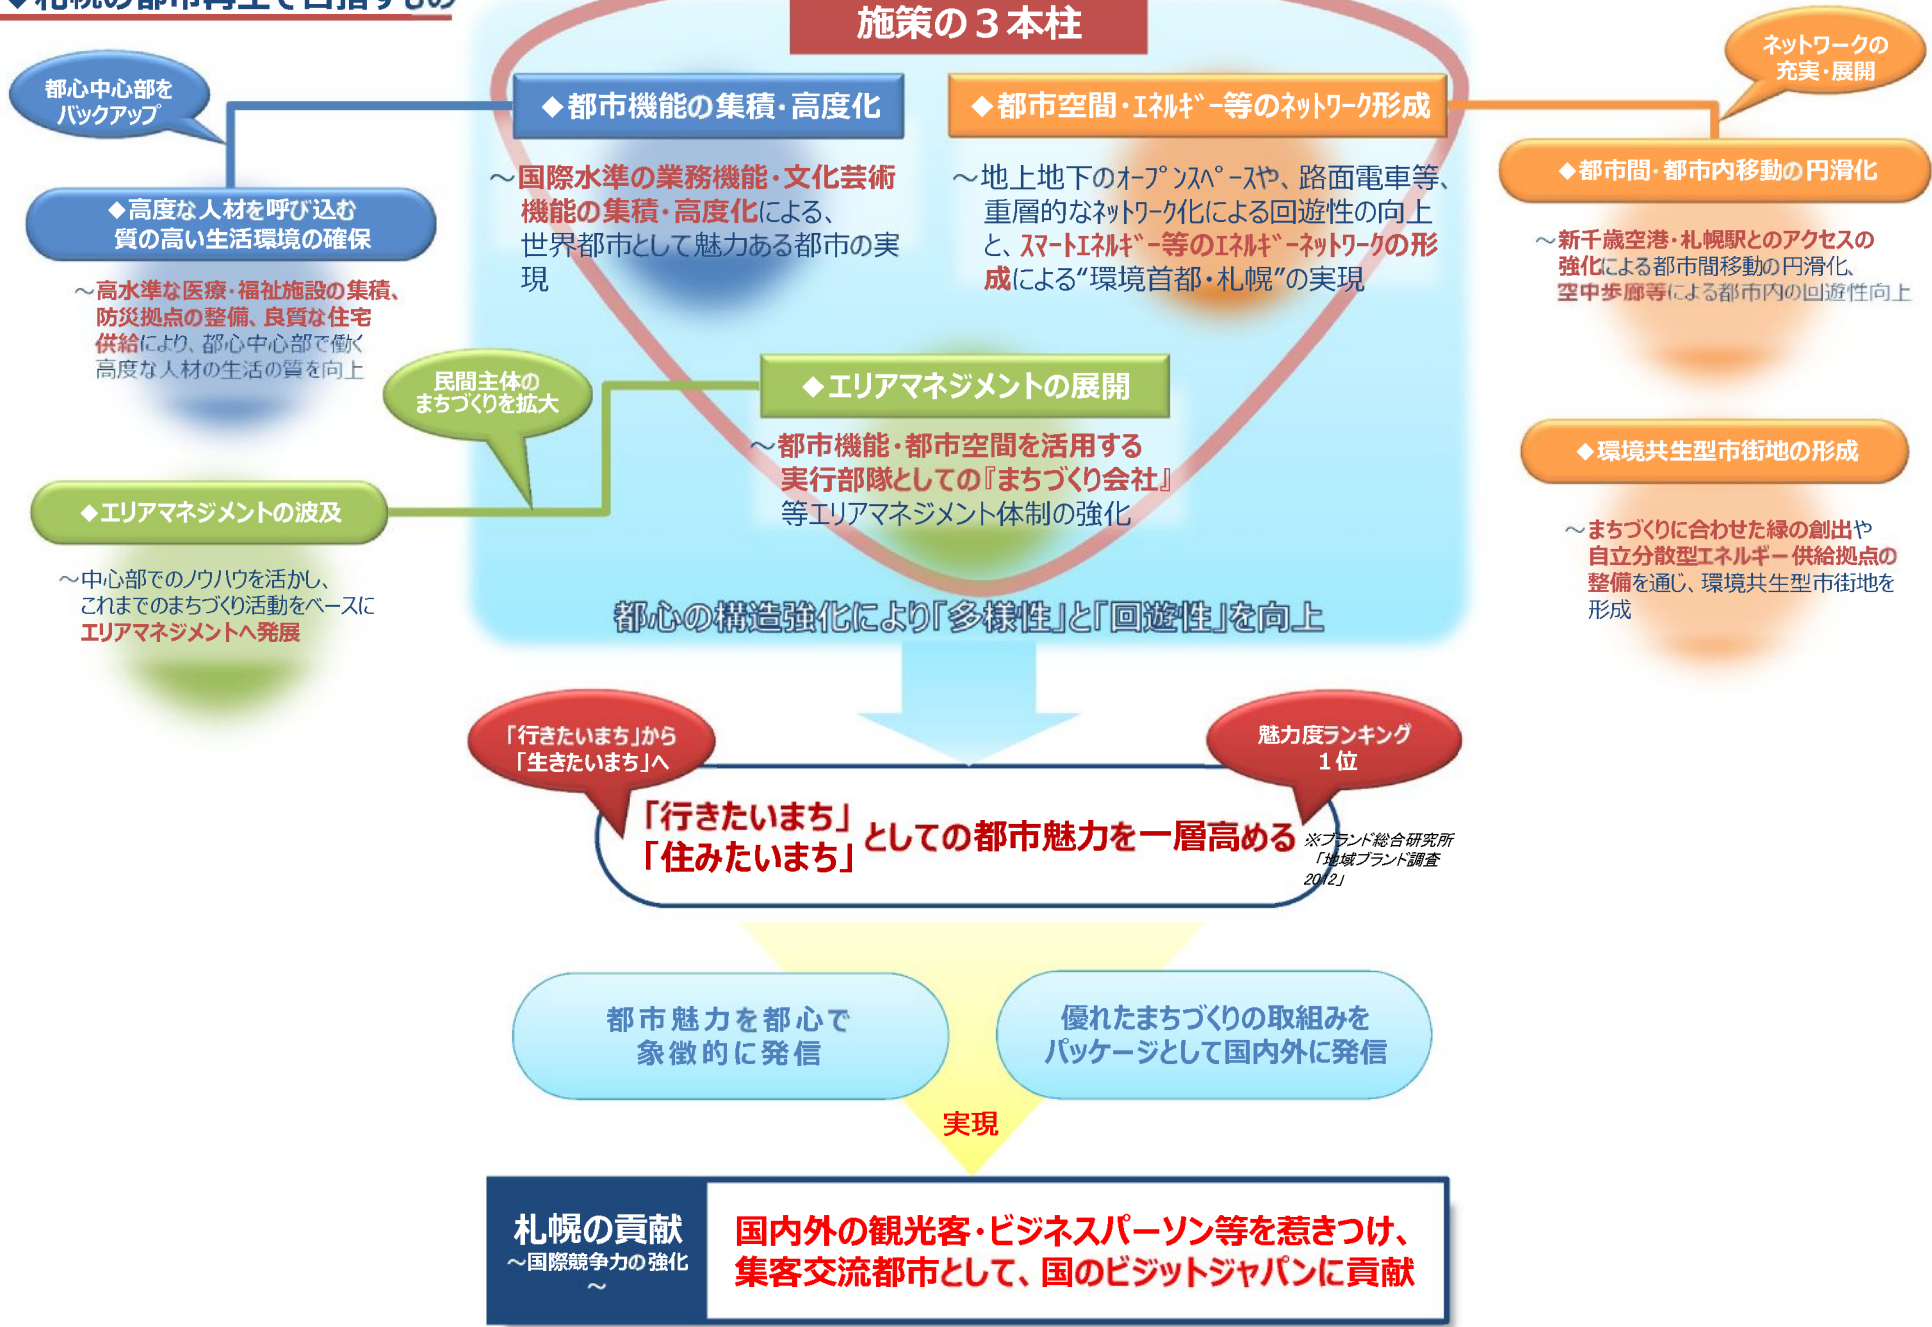 ◆札幌の都市再生で目指すもの
施策の3本柱
都心中心部を
バックアップ
◆都市機能の集積・高度化
～国際水準の業務機能・文化芸術
機能の集積・高度化による、
世界都市として魅力ある都市の実
現
◆都市空間・ｴﾈﾙｷﾞｰ等のﾈｯﾄﾜｰｸ形成
～地上地下のｵｰﾌﾟﾝｽﾍﾟｰｽや、路面電車等、
重層的なﾈｯﾄﾜｰｸ化による回遊性の向上
と、ｽﾏｰﾄｴﾈﾙｷﾞｰ等のｴﾈﾙｷﾞｰﾈｯﾄﾜｰｸの形
成による“環境首都・札幌”の実現
ネットワークの
充実・展開
◆都市間・都市内移動の円滑化
～新千歳空港・札幌駅とのアクセスの
強化による都市間移動の円滑化、
空中歩廊等による都市内の回遊性向上
◆高度な人材を呼び込む
質の高い生活環境の確保
～高水準な医療・福祉施設の集積、
防災拠点の整備、良質な住宅
供給により、都心中心部で働く
高度な人材の生活の質を向上
民間主体の
まちづくりを拡大
◆エリアマネジメントの展開
～都市機能・都市空間を活用する
実行部隊としての『まちづくり会社』
等エリアマネジメント体制の強化
◆環境共生型市街地の形成
～まちづくりに合わせた緑の創出や
自立分散型エネルギー供給拠点の
整備を通じ、環境共生型市街地を
形成
◆エリアマネジメントの波及
～中心部でのノウハウを活かし、
これまでのまちづくり活動をベースに
エリアマネジメントへ発展
都心の構造強化により「多様性」と「回遊性」を向上
「行きたいまち」から
「生きたいまち」へ
魅力度ランキング
1位
「行きたいまち」
「住みたいまち」
としての都市魅力を一層高める
※ブランド総合研究所
「地域ブランド調査
2012」
都市魅力を都心で
象徴的に発信
優れたまちづくりの取組みを
パッケージとして国内外に発信
実現
札幌の貢献
～国際競争力の強化
～
国内外の観光客・ビジネスパーソン等を惹きつけ、
集客交流都市として、国のビジットジャパンに貢献